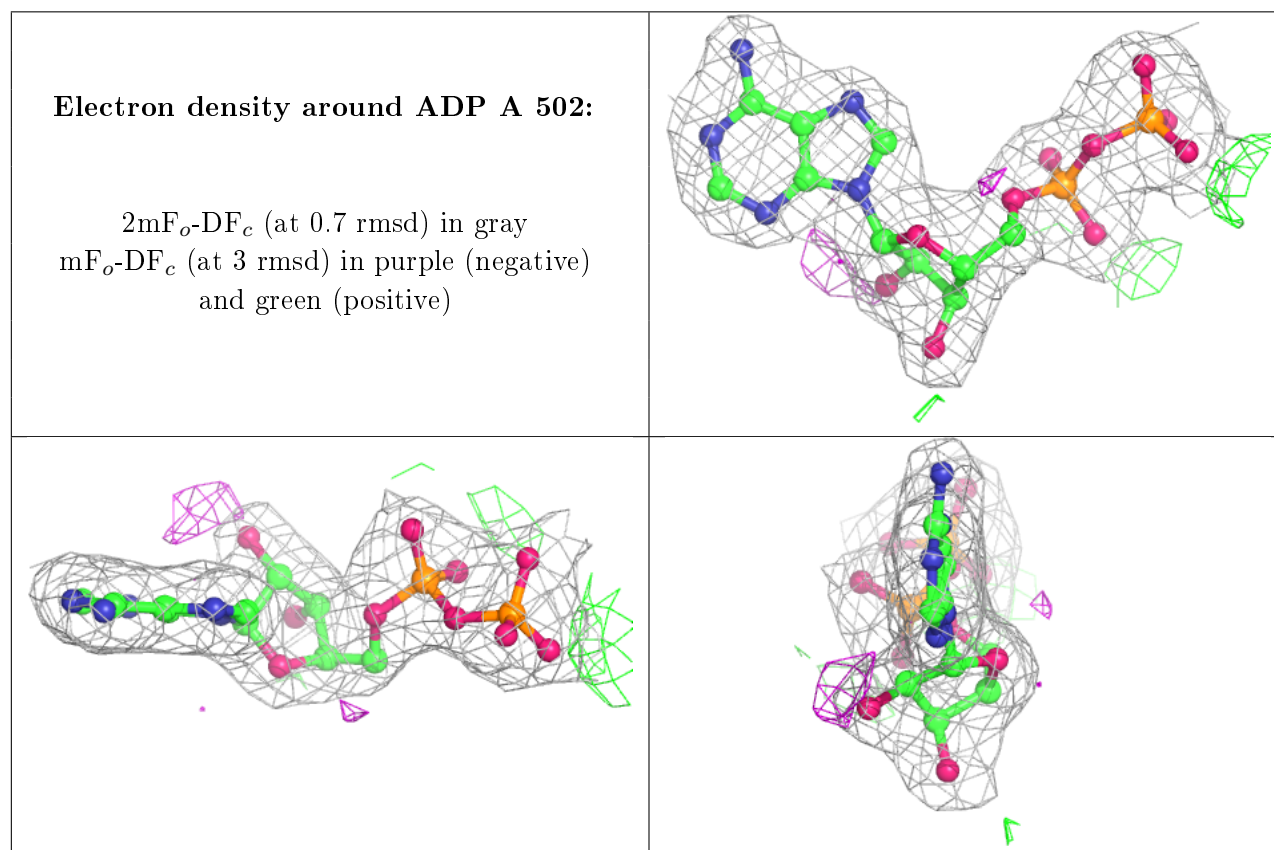 Electron density around ADP A 502:
2mFo-DFc (at 0.7 rmsd) in gray
mFo-DFc (at 3 rmsd) in purple (negative)
and green (positive)